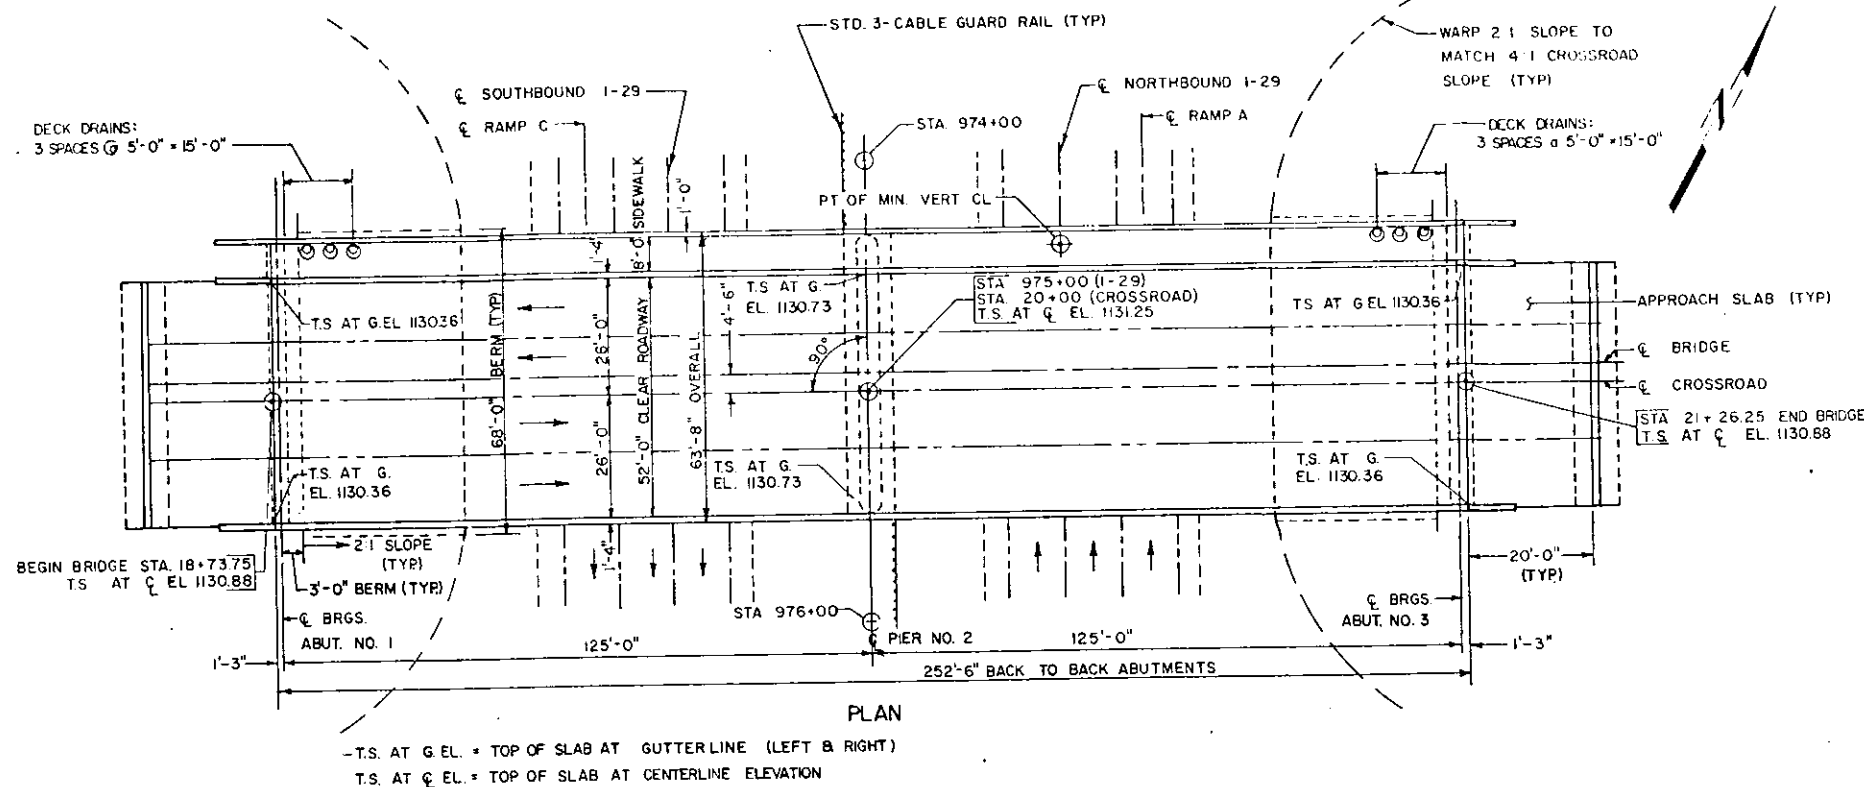 STD. 3-CABLE GUARD RAIL (TYP)
WARP 2:1 SLOPE TO
MATCH 4:1 CROSSROAD
SLOPE (TYP)
℄ SOUTHBOUND I-29
℄ NORTHBOUND I-29
℄ RAMP C
℄ RAMP A
STA. 974+00
DECK DRAINS:
3 SPACES @ 5'-0" = 15'-0"
DECK DRAINS:
3 SPACES @ 5'-0" = 15'-0"
PT OF MIN. VERT CL
8'-0 SIDEWALK
1'-0"
1'-4"
T.S. AT G.
EL. 1130.73
4'-6"
STA 975+00 (I-29)
STA. 20+00 (CROSSROAD)
T.S. AT ℄ EL. 1131.25
T.S. AT G.EL 1130.36
T.S AT G EL 1130.36
APPROACH SLAB (TYP)
68'-0" BERM (TYP)
26'-0"
26'-0"
52'-0" CLEAR ROADWAY
63'-8" OVERALL
90°
℄ BRIDGE
℄ CROSSROAD
STA 21+26.25 END BRIDGE
T.S. AT ℄ EL. 1130.88
T.S. AT G.
EL. 1130.36
T.S. AT G.
EL. 1130.73
T.S. AT G.
EL. 1130.36
BEGIN BRIDGE STA. 18+73.75
T.S AT ℄ EL 1130.88
2:1 SLOPE
(TYP)
3'-0" BERM (TYP)
1'-4"
20'-0"
(TYP)
℄ BRGS.
ABUT. NO. 1
STA 976+00
℄ PIER NO. 2
℄ BRGS.
ABUT. NO. 3
1'-3"
125'-0"
125'-0"
1'-3"
252'-6" BACK TO BACK ABUTMENTS
PLAN
-T.S. AT G.EL. = TOP OF SLAB AT GUTTERLINE (LEFT & RIGHT)
T.S. AT ℄ EL. = TOP OF SLAB AT CENTERLINE ELEVATION